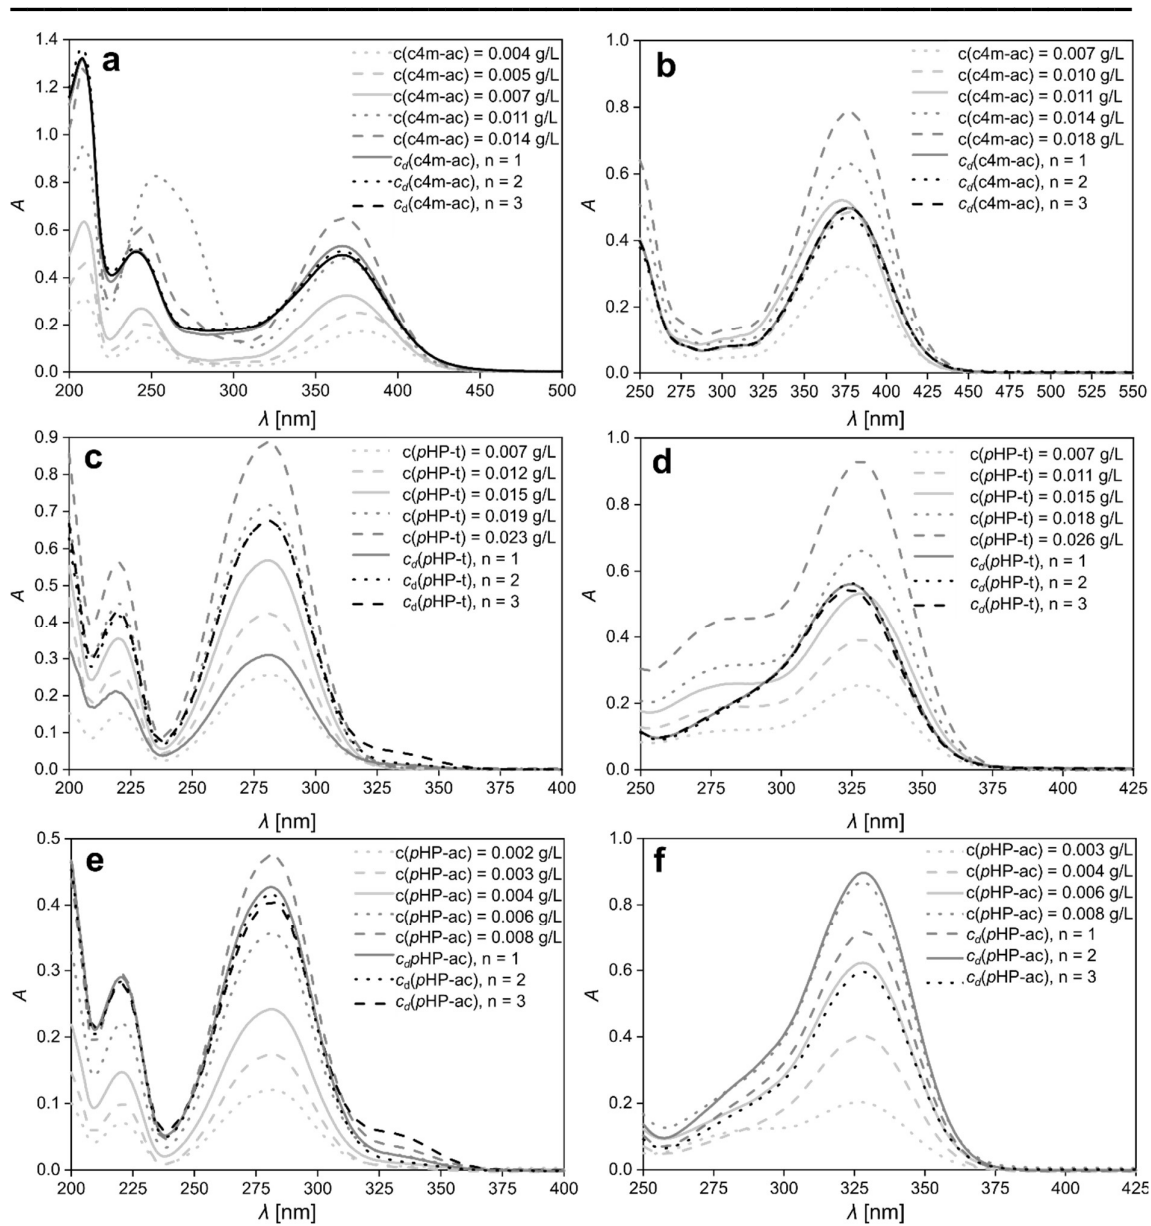 a
1.4
1.2
1.0
0.8
0.6
0.4
0.2
0.0
A
200 250 300 350 400 450 500
λ [nm]
c(c4m-ac) = 0.004 g/L
c(c4m-ac) = 0.005 g/L
c(c4m-ac) = 0.007 g/L
c(c4m-ac) = 0.011 g/L
c(c4m-ac) = 0.014 g/L
cd(c4m-ac), n = 1
cd(c4m-ac), n = 2
cd(c4m-ac), n = 3
b
1.0
0.8
0.6
0.4
0.2
0.0
A
250 275 300 325 350 375 400 425 450 475 500 525 550
λ [nm]
c(c4m-ac) = 0.007 g/L
c(c4m-ac) = 0.010 g/L
c(c4m-ac) = 0.011 g/L
c(c4m-ac) = 0.014 g/L
c(c4m-ac) = 0.018 g/L
cd(c4m-ac), n = 1
cd(c4m-ac), n = 2
cd(c4m-ac), n = 3
c
0.9
0.8
0.7
0.6
0.5
0.4
0.3
0.2
0.1
0.0
A
200 225 250 275 300 325 350 375 400
λ [nm]
c(pHP-t) = 0.007 g/L
c(pHP-t) = 0.012 g/L
c(pHP-t) = 0.015 g/L
c(pHP-t) = 0.019 g/L
c(pHP-t) = 0.023 g/L
cd(pHP-t), n = 1
cd(pHP-t), n = 2
cd(pHP-t), n = 3
d
1.0
0.8
0.6
0.4
0.2
0.0
A
250 275 300 325 350 375 400 425
λ [nm]
c(pHP-t) = 0.007 g/L
c(pHP-t) = 0.011 g/L
c(pHP-t) = 0.015 g/L
c(pHP-t) = 0.018 g/L
c(pHP-t) = 0.026 g/L
cd(pHP-t), n = 1
cd(pHP-t), n = 2
cd(pHP-t), n = 3
e
0.5
0.4
0.3
0.2
0.1
0.0
A
200 225 250 275 300 325 350 375 400
λ [nm]
c(pHP-ac) = 0.002 g/L
c(pHP-ac) = 0.003 g/L
c(pHP-ac) = 0.004 g/L
c(pHP-ac) = 0.006 g/L
c(pHP-ac) = 0.008 g/L
cdpHP-ac), n = 1
cd(pHP-ac), n = 2
cd(pHP-ac), n = 3
f
1.0
0.8
0.6
0.4
0.2
0.0
A
250 275 300 325 350 375 400 425
λ [nm]
c(pHP-ac) = 0.003 g/L
c(pHP-ac) = 0.004 g/L
c(pHP-ac) = 0.006 g/L
c(pHP-ac) = 0.008 g/L
cd(pHP-ac), n = 1
cd(pHP-ac), n = 2
cd(pHP-ac), n = 3